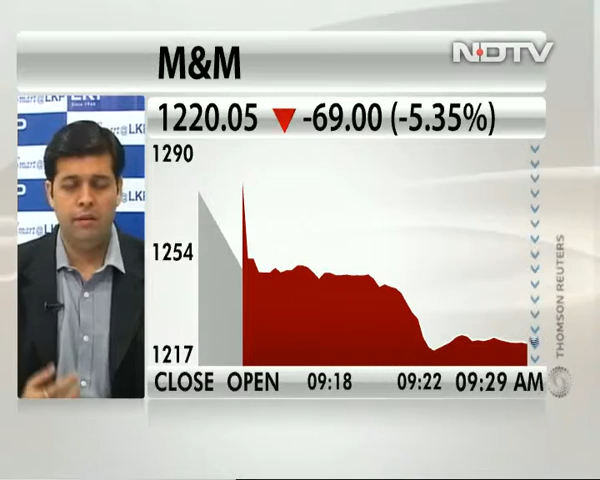 M&M
NDTV
1220.05 ▼ -69.00 (-5.35%)
1290
1254
1217
CLOSE OPEN 09:18 09:22 09:29 AM
THOMSON REUTERS
@LKP